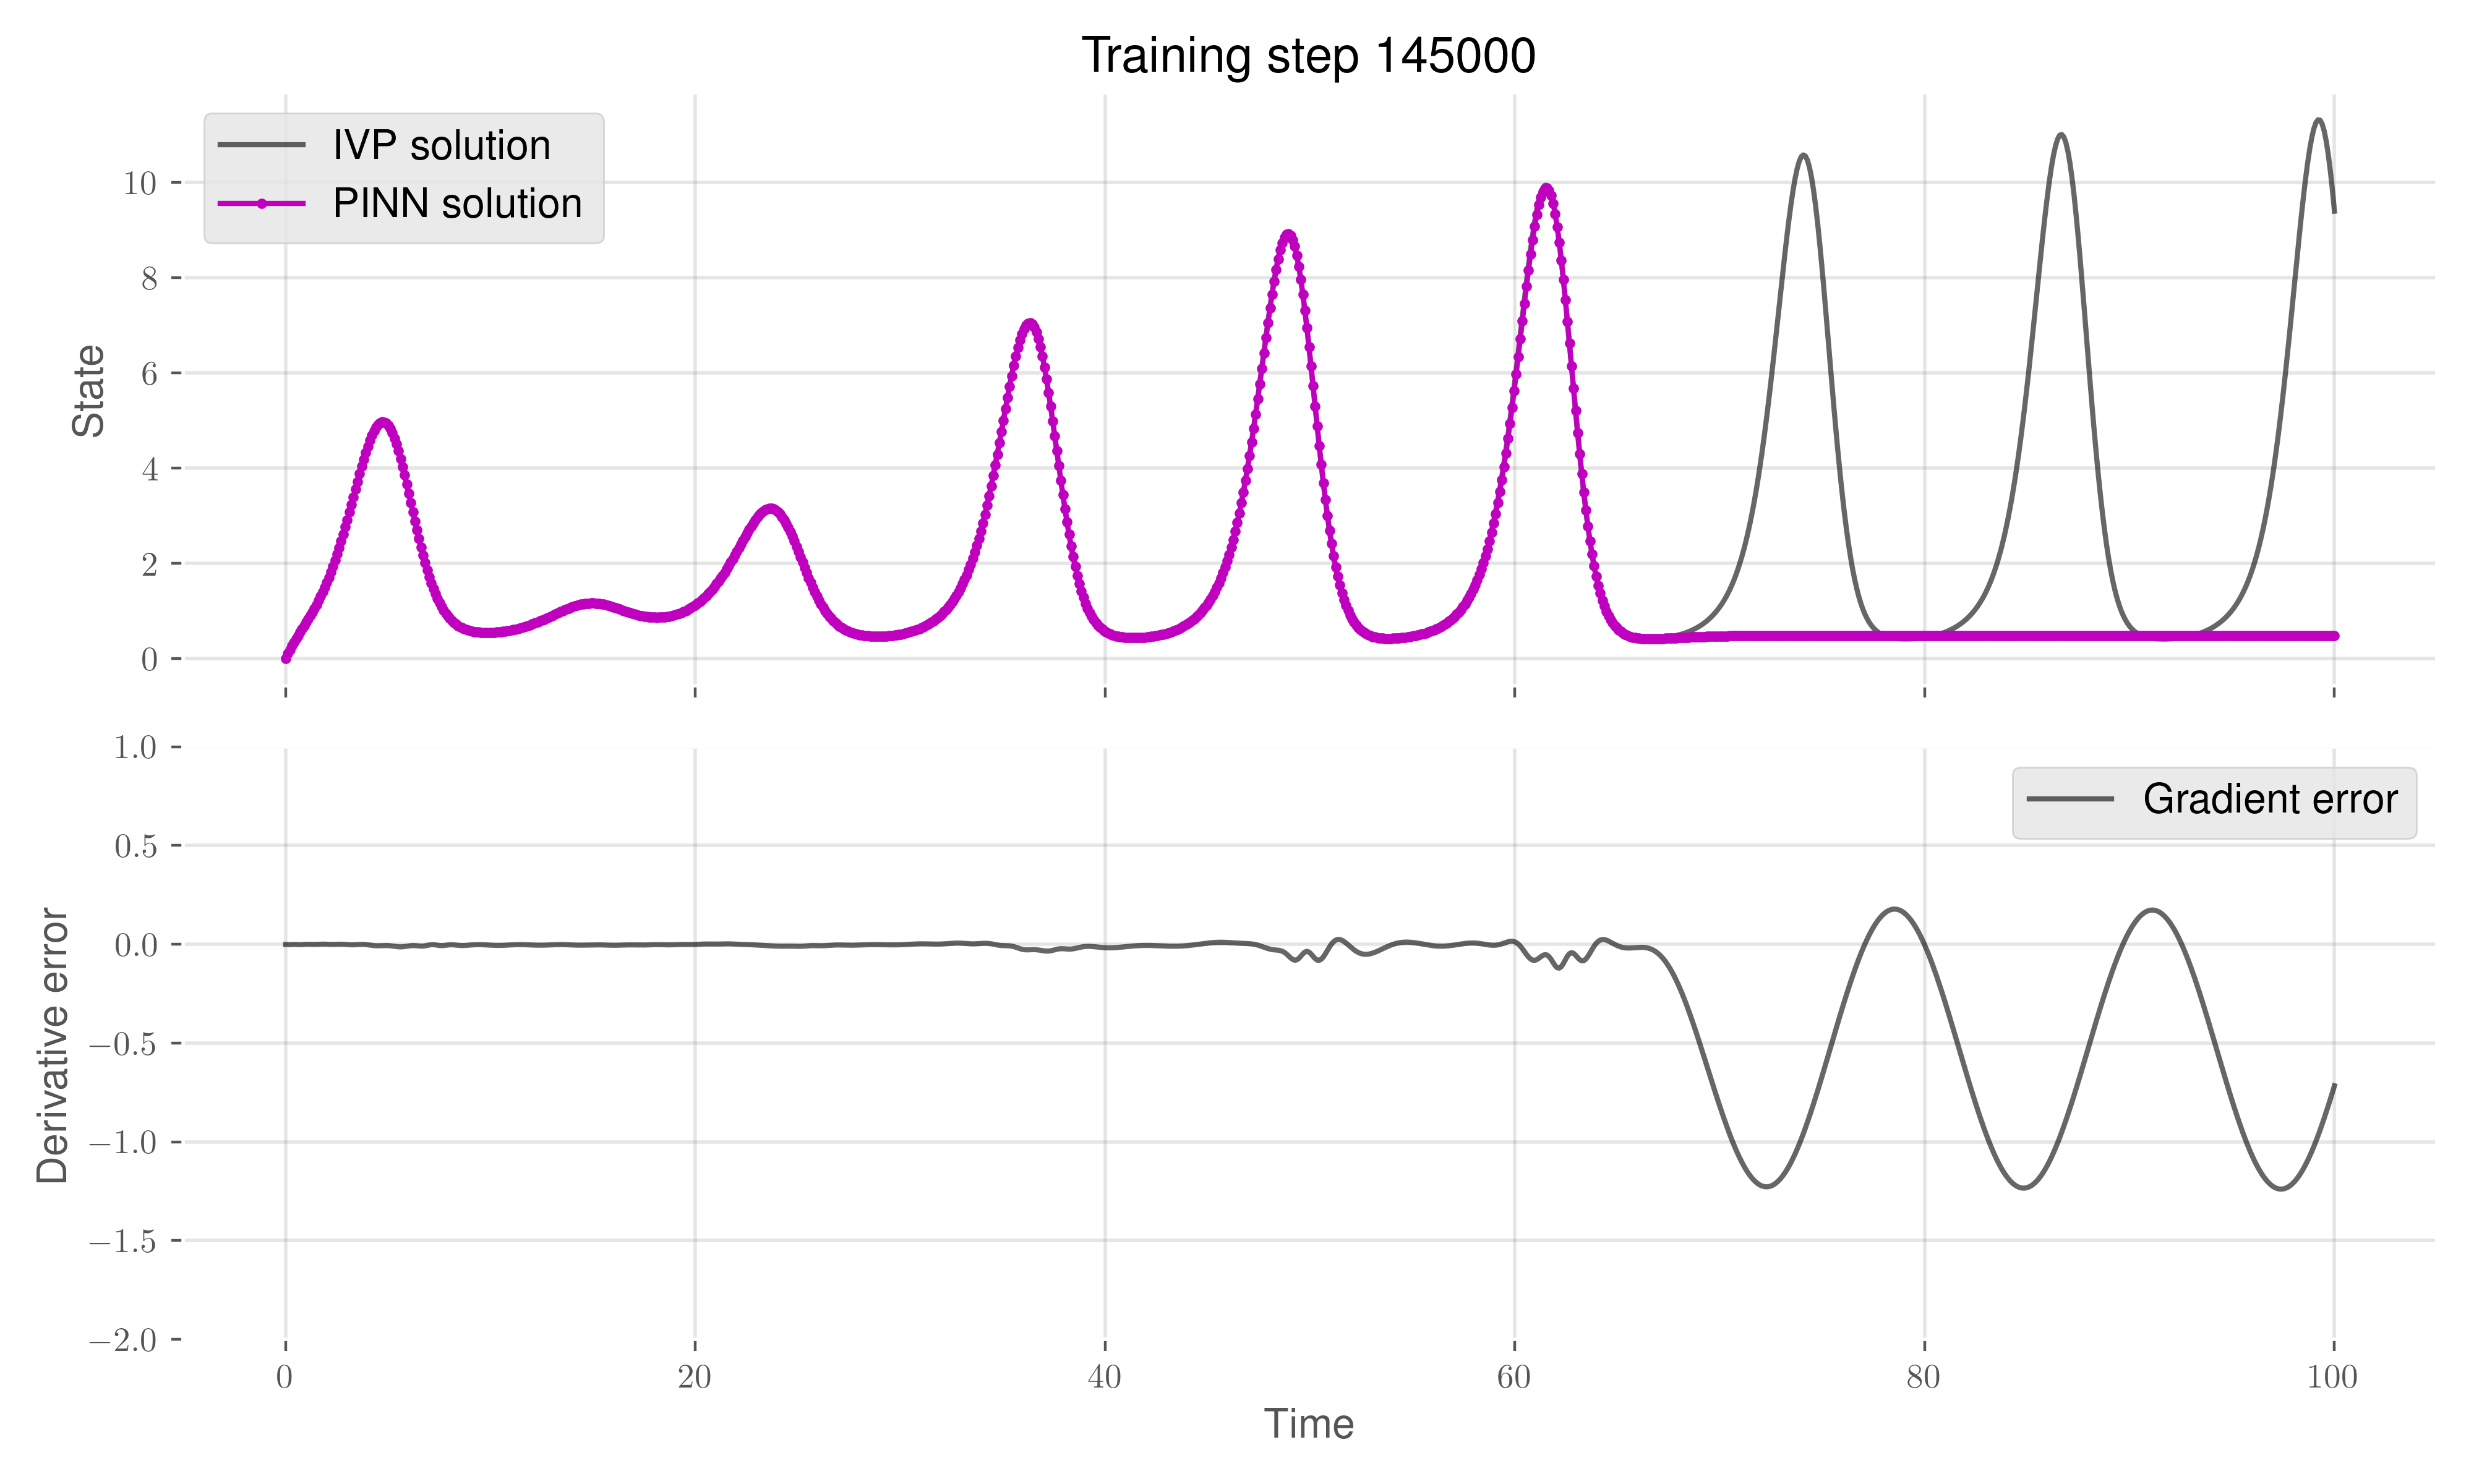 Training step 145000
IVP solution
PINN solution
10
8
6
4
2
0
State
1.0
0.5
0.0
−0.5
−1.0
−1.5
−2.0
Derivative error
Gradient error
0 20 40 60 80 100
Time